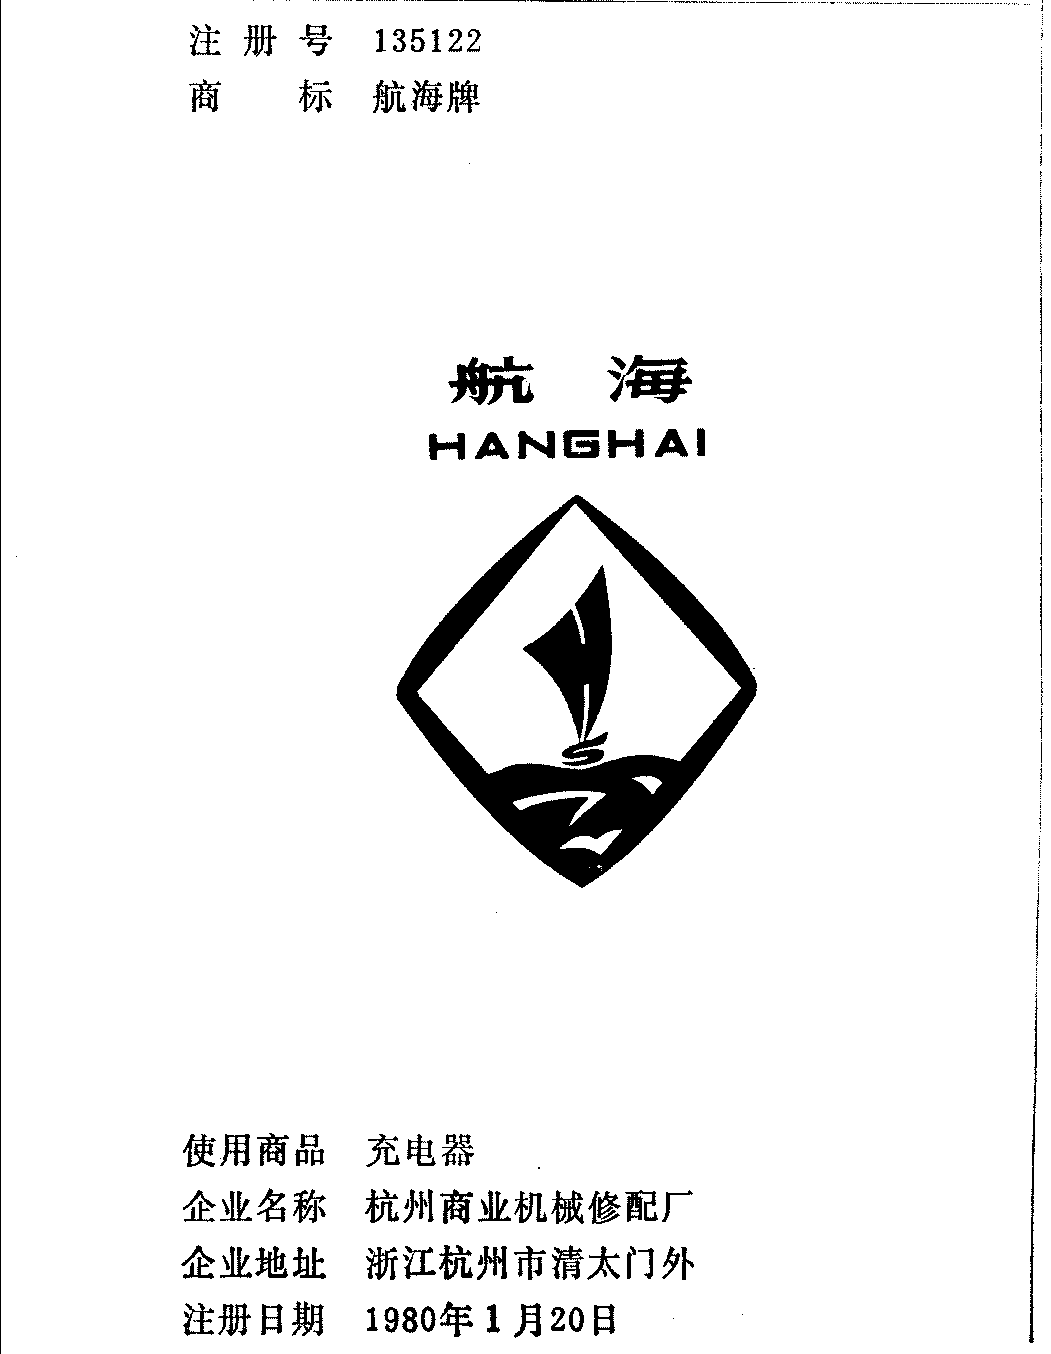 注册号 135122
商标 航海牌
航海
HANGHAI
使用商品 充电器
企业名称 杭州商业机械修配厂
企业地址 浙江杭州市清太门外
注册日期 1980年1月20日